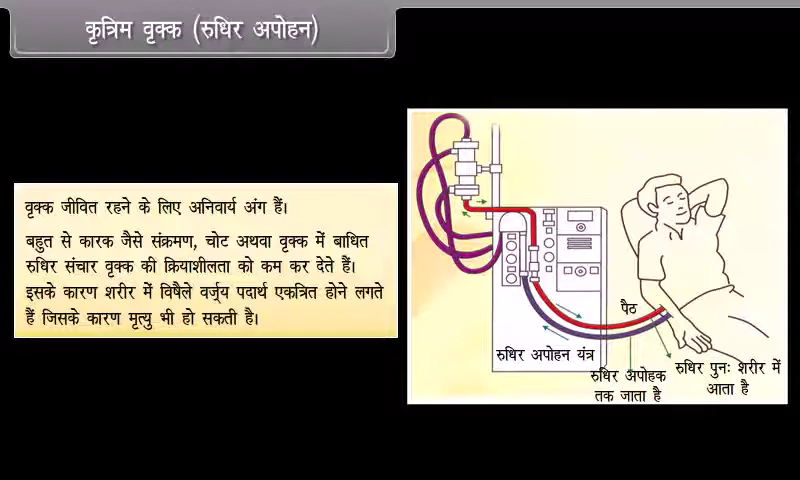 कृत्रिम वृक्क (रुधिर अपोहन)
वृक्क जीवित रहने के लिए अनिवार्य अंग हैं।
बहुत से कारक जैसे संक्रमण, चोट अथवा वृक्क में बाधित
रुधिर संचार वृक्क की क्रियाशीलता को कम कर देते हैं।
इसके कारण शरीर में विषैले वर्ज्य पदार्थ एकत्रित होने लगते
हैं जिसके कारण मृत्यु भी हो सकती है।
पैठ
रुधिर अपोहन यंत्र
रुधिर अपोहक
तक जाता है
रुधिर पुनः शरीर में
आता है